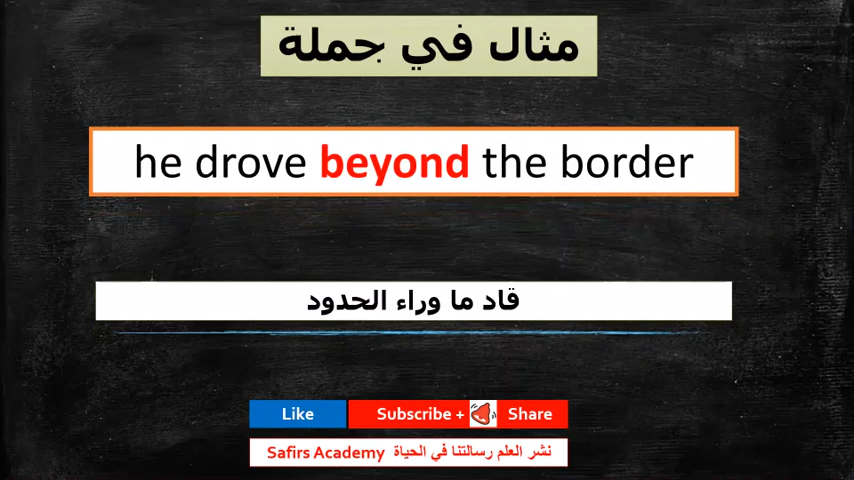 مثال في جملة
he drove beyond the border
قاد ما وراء الحدود
Like Subscribe + Share
Safirs Academy نشر العلم رسالتنا في الحياة